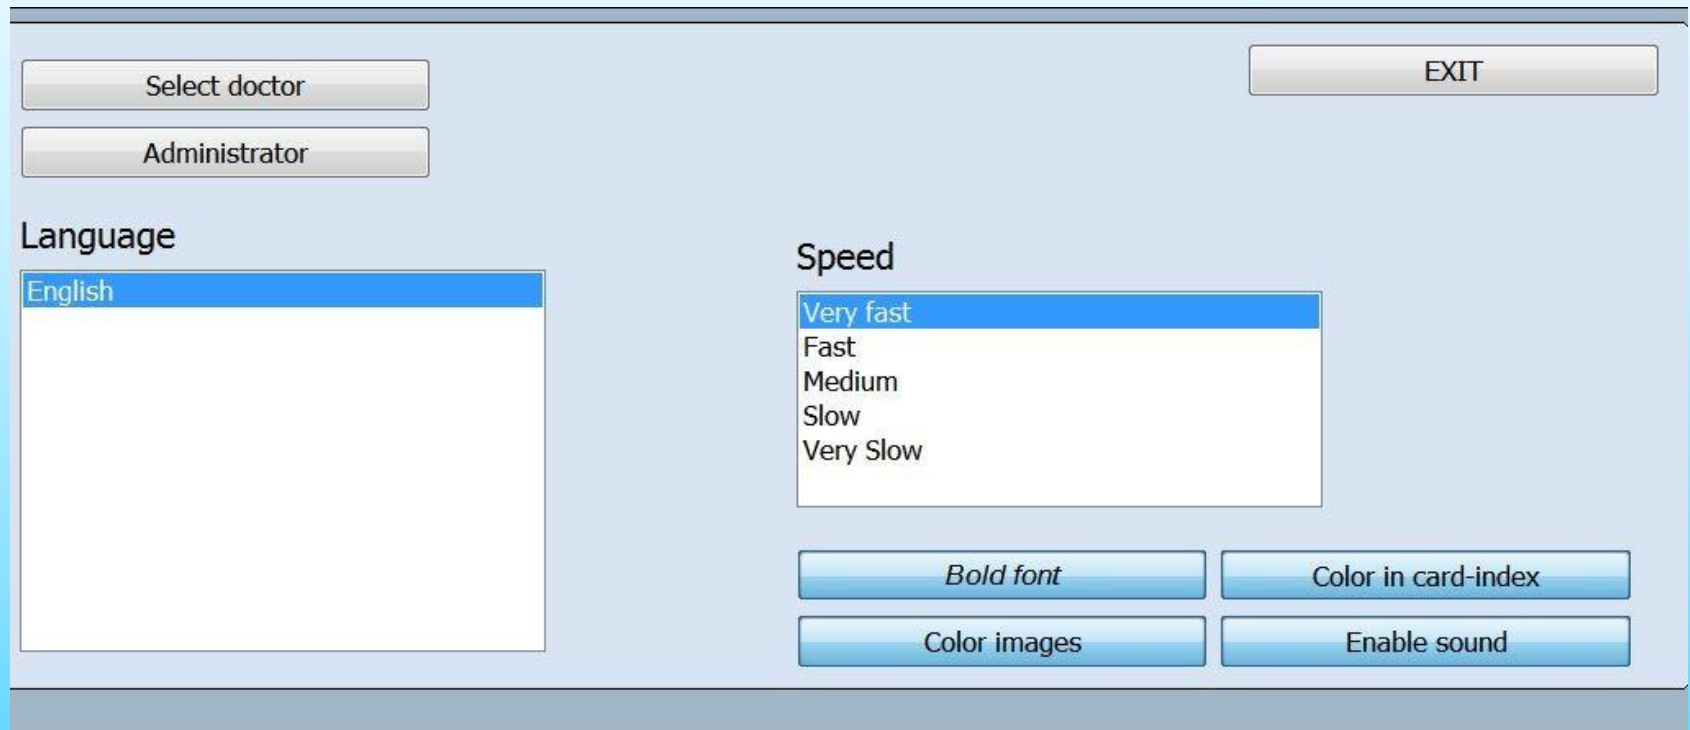 Select doctor
EXIT
Administrator
Language
English
Speed
Very fast
Fast
Medium
Slow
Very Slow
Bold font
Color in card-index
Color images
Enable sound